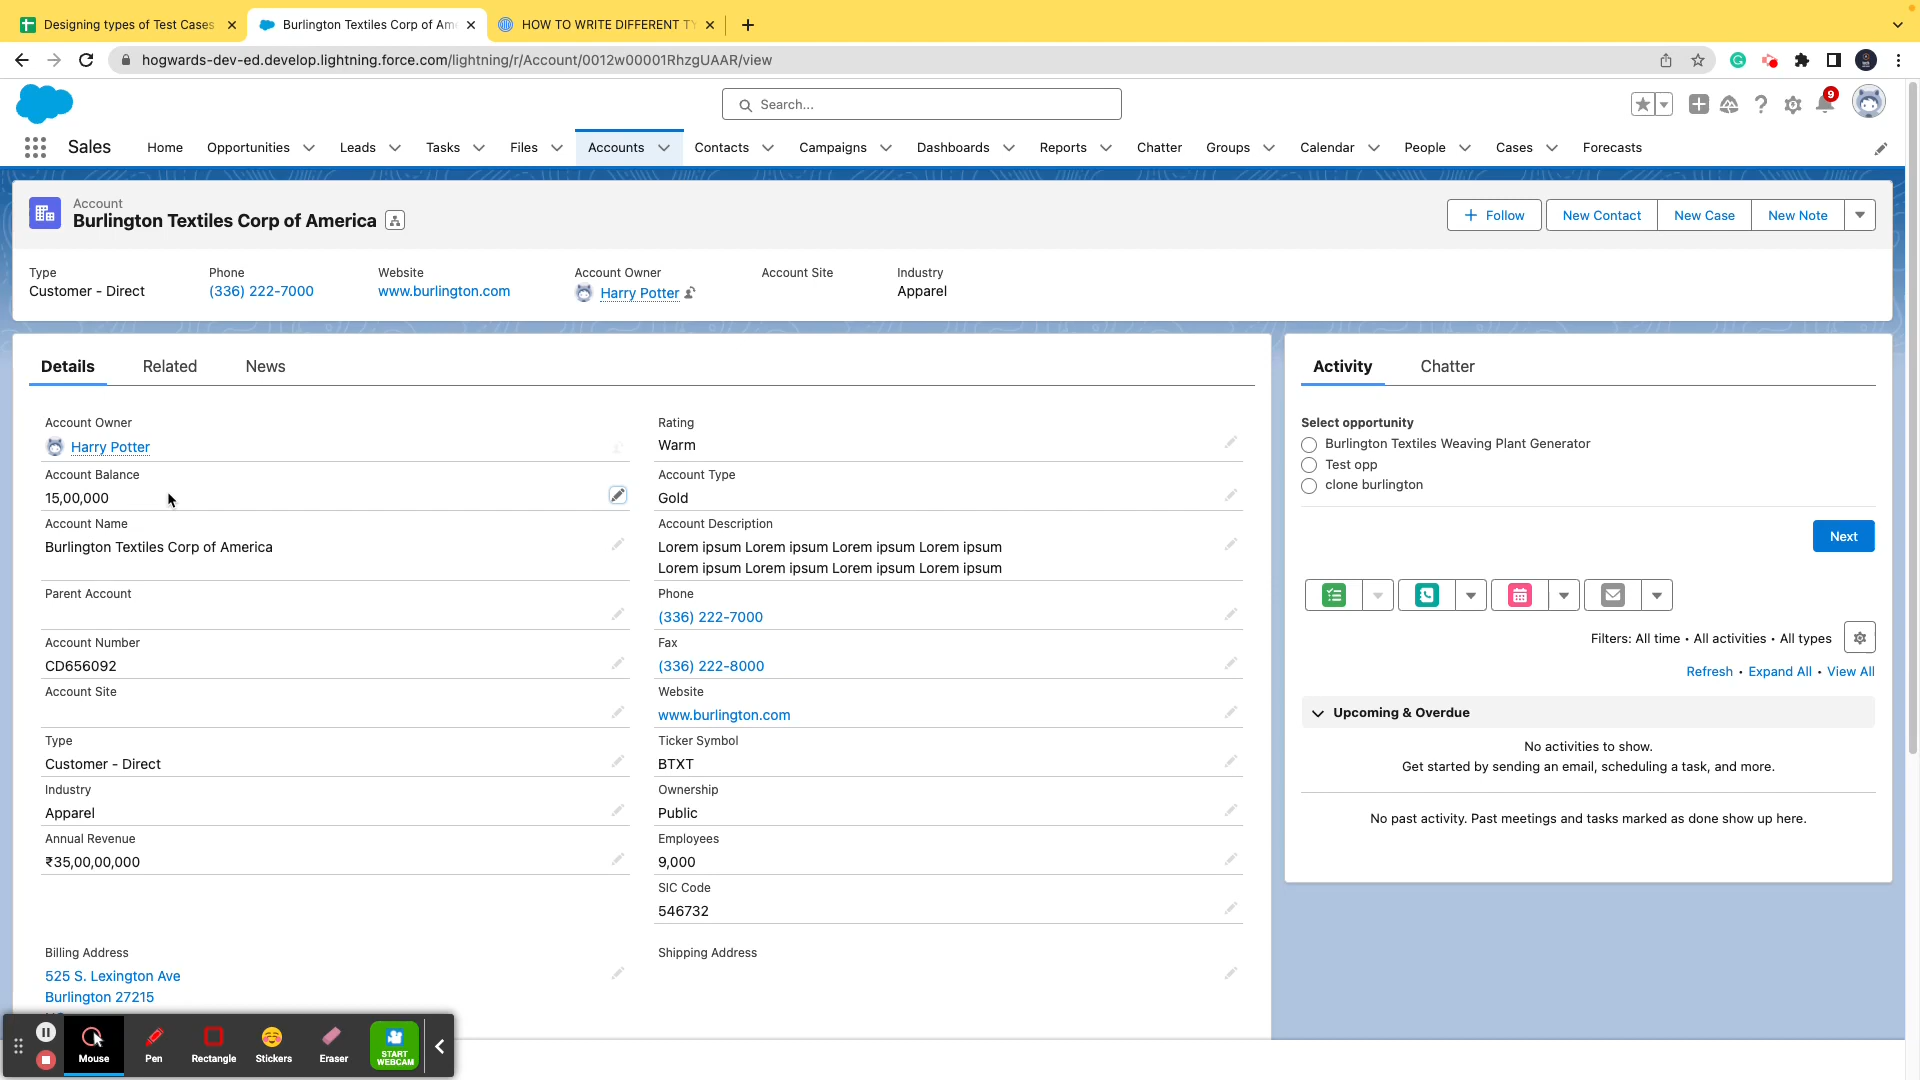 Designing types of Test Cases
Burlington Textiles Corp of Am
HOW TO WRITE DIFFERENT TY
hogwards-dev-ed.develop.lightning.force.com/lightning/r/Account/0012w00001RhzgUAAR/view
Search...
9
Sales
Home
Opportunities
Leads
Tasks
Files
Accounts
Contacts
Campaigns
Dashboards
Reports
Chatter
Groups
Calendar
People
Cases
Forecasts
Account
Burlington Textiles Corp of America
Follow
New Contact
New Case
New Note
Type
Customer - Direct
Phone
(336) 222-7000
Website
www.burlington.com
Account Owner
Harry Potter
Account Site
Industry
Apparel
Details
Related
News
Account Owner
Harry Potter
Account Balance
15,00,000
Account Name
Burlington Textiles Corp of America
Parent Account
Account Number
CD656092
Account Site
Type
Customer - Direct
Industry
Apparel
Annual Revenue
₹35,00,00,000
Billing Address
525 S. Lexington Ave
Burlington 27215
Rating
Warm
Account Type
Gold
Account Description
Lorem ipsum Lorem ipsum Lorem ipsum Lorem ipsum
Lorem ipsum Lorem ipsum Lorem ipsum Lorem ipsum
Phone
(336) 222-7000
Fax
(336) 222-8000
Website
www.burlington.com
Ticker Symbol
BTXT
Ownership
Public
Employees
9,000
SIC Code
546732
Shipping Address
Activity
Chatter
Select opportunity
Burlington Textiles Weaving Plant Generator
Test opp
clone burlington
Next
Filters: All time • All activities • All types
Refresh • Expand All • View All
Upcoming & Overdue
No activities to show.
Get started by sending an email, scheduling a task, and more.
No past activity. Past meetings and tasks marked as done show up here.
Mouse
Pen
Rectangle
Stickers
Eraser
START
WEBCAM